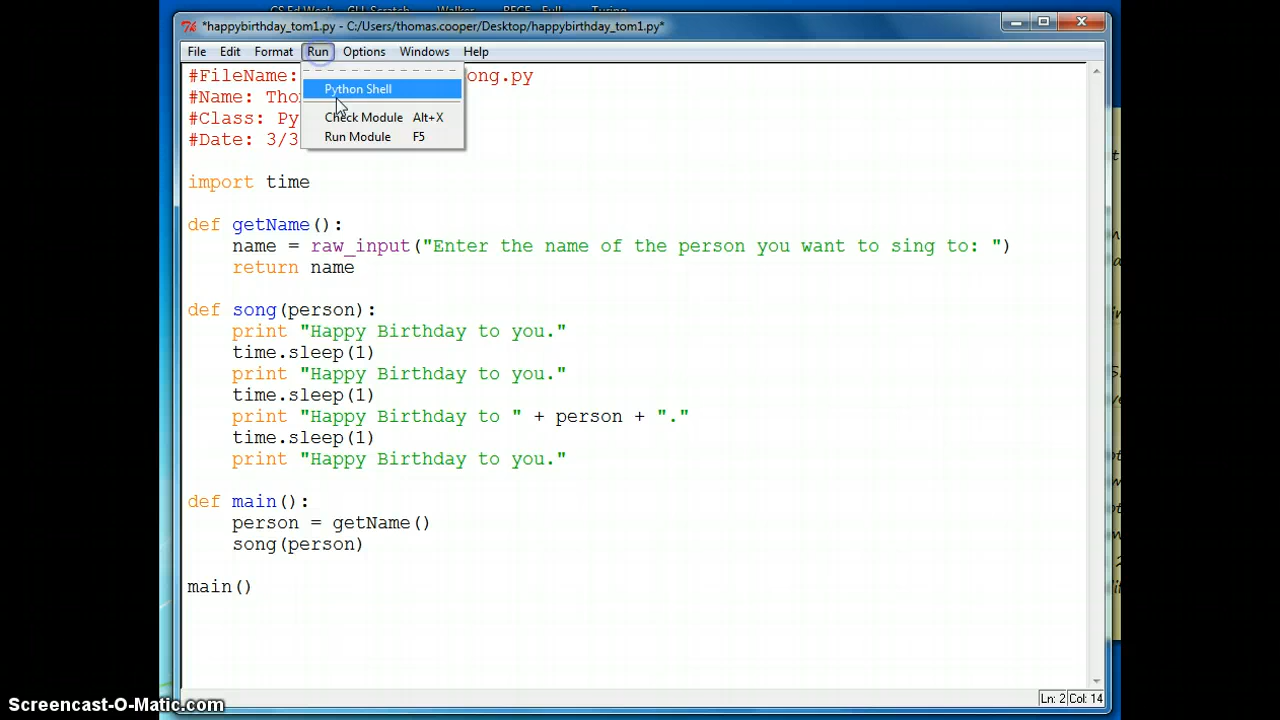 *happybirthday_tom1.py - C:/Users/thomas.cooper/Desktop/happybirthday_tom1.py*
File Edit Format Run Options Windows Help
#FileName: ong.py
Python Shell
#Name: Tho
Check Module Alt+X
#Class: Py
Run Module F5
#Date: 3/3
import time
def getName():
name = raw_input("Enter the name of the person you want to sing to: ")
return name
def song(person):
print "Happy Birthday to you."
time.sleep(1)
print "Happy Birthday to you."
time.sleep(1)
print "Happy Birthday to " + person + "."
time.sleep(1)
print "Happy Birthday to you."
def main():
person = getName()
song(person)
main()
Ln: 2 Col: 14
Screencast-O-Matic.com